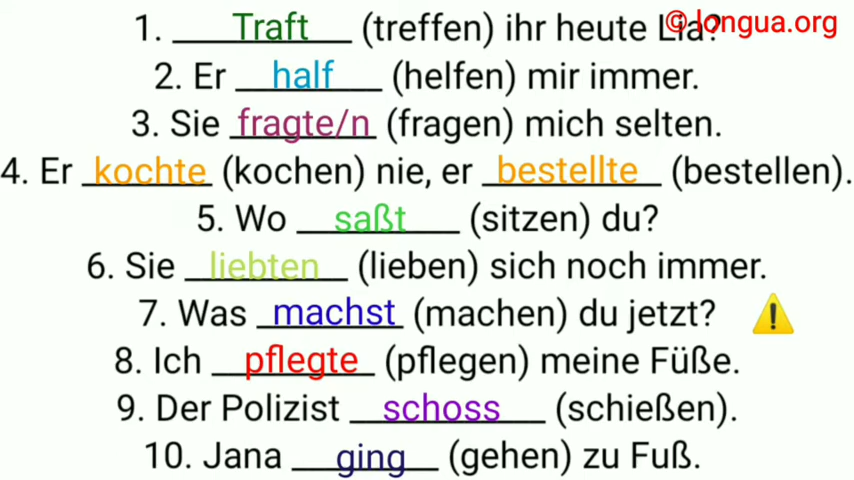 1. Traft (treffen) ihr heute Lia?
© longua.org
2. Er half (helfen) mir immer.
3. Sie fragte/n (fragen) mich selten.
4. Er kochte (kochen) nie, er bestellte (bestellen).
5. Wo saßt (sitzen) du?
6. Sie liebten (lieben) sich noch immer.
7. Was machst (machen) du jetzt?
8. Ich pflegte (pflegen) meine Füße.
9. Der Polizist schoss (schießen).
10. Jana ging (gehen) zu Fuß.